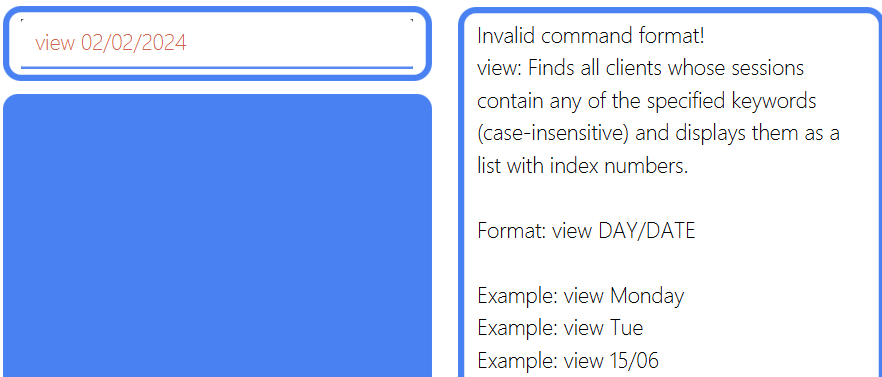 view 02/02/2024
Invalid command format!
view: Finds all clients whose sessions
contain any of the specified keywords
(case-insensitive) and displays them as a
list with index numbers.
Format: view DAY/DATE
Example: view Monday
Example: view Tue
Example: view 15/06